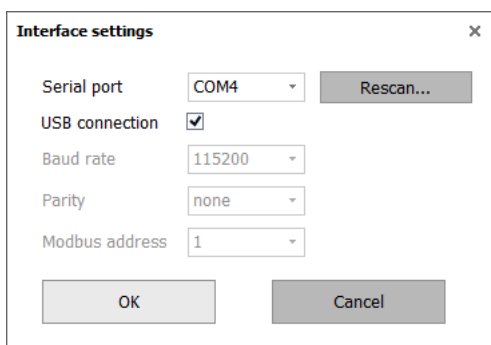 Interface settings
Serial port COM4 Rescan...
USB connection
Baud rate 115200
Parity none
Modbus address 1
OK Cancel